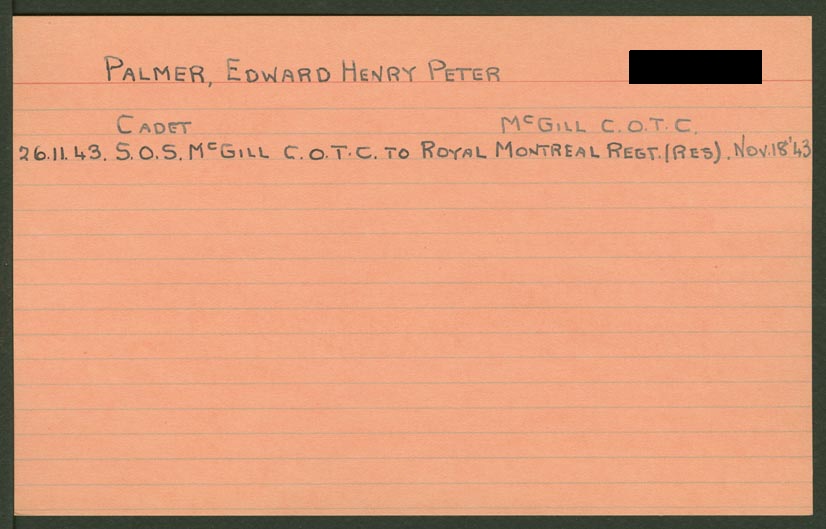 PALMER, EDWARD HENRY PETER
CADET McGILL C.O.T.C.
26.11.43. S.O.S. McGILL C.O.T.C. TO ROYAL MONTREAL REGT. (RES). NOV. 18'43